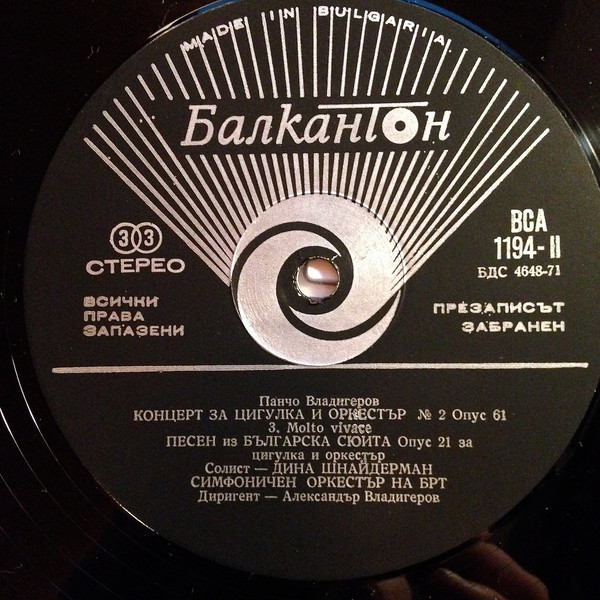 MADE IN BULGARIA
Балкантон
33
СТЕРЕО
ВСИЧКИ
ПРАВА
ЗАПАЗЕНИ
ВСА
1194-II
БДС 4648-71
ПРЕЗАПИСЪТ
ЗАБРАНЕН
Панчо Владигеров
КОНЦЕРТ ЗА ЦИГУЛКА И ОРКЕСТЪР № 2 Опус 61
3. Molto vivace
ПЕСЕН из БЪЛГАРСКА СЮИТА Опус 21 за
цигулка и оркестър
Солист — ДИНА ШНАЙДЕРМАН
СИМФОНИЧЕН ОРКЕСТЪР НА БРТ
Диригент — Александър Владигеров